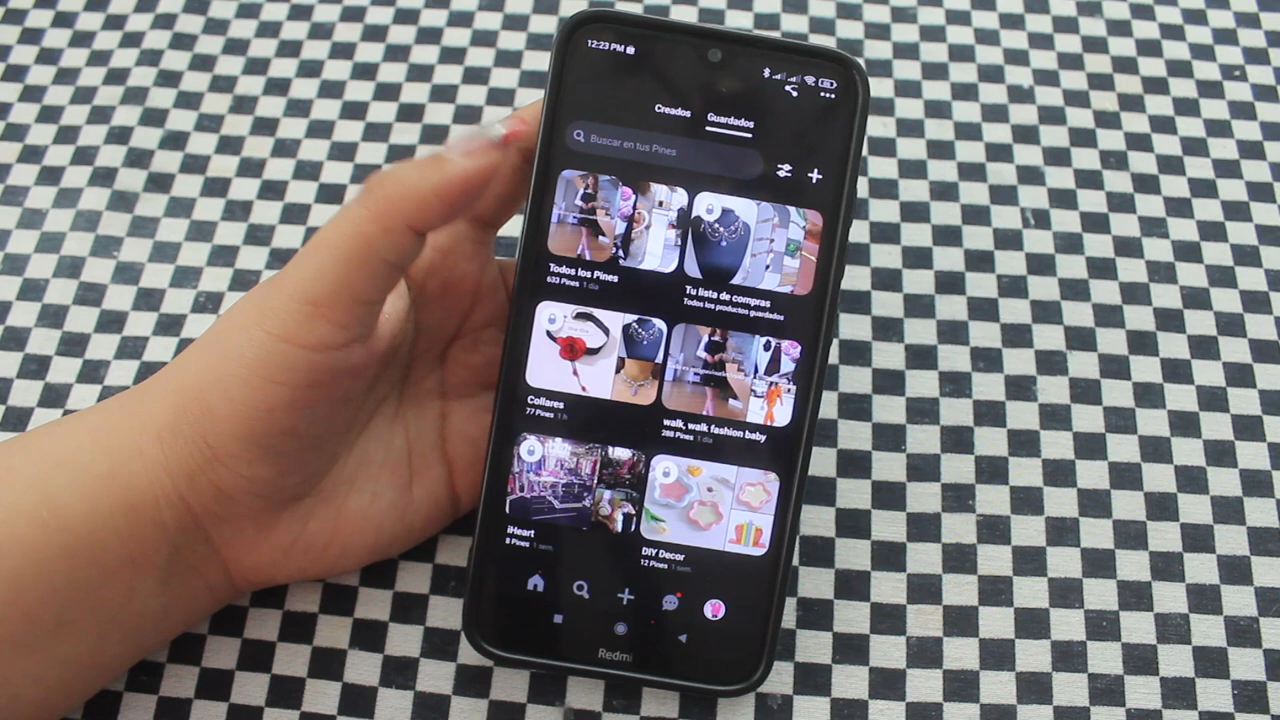 12:23 PM
Creados Guardados
Buscar en tus Pines
Todos los Pines
633 Pines 1 día
Tu lista de compras
Todos los productos guardados
Collares
77 Pines 1 h
walk, walk fashion baby
288 Pines 1 día
iHeart
8 Pines 1 sem.
DIY Decor
12 Pines 1 sem.
Redmi